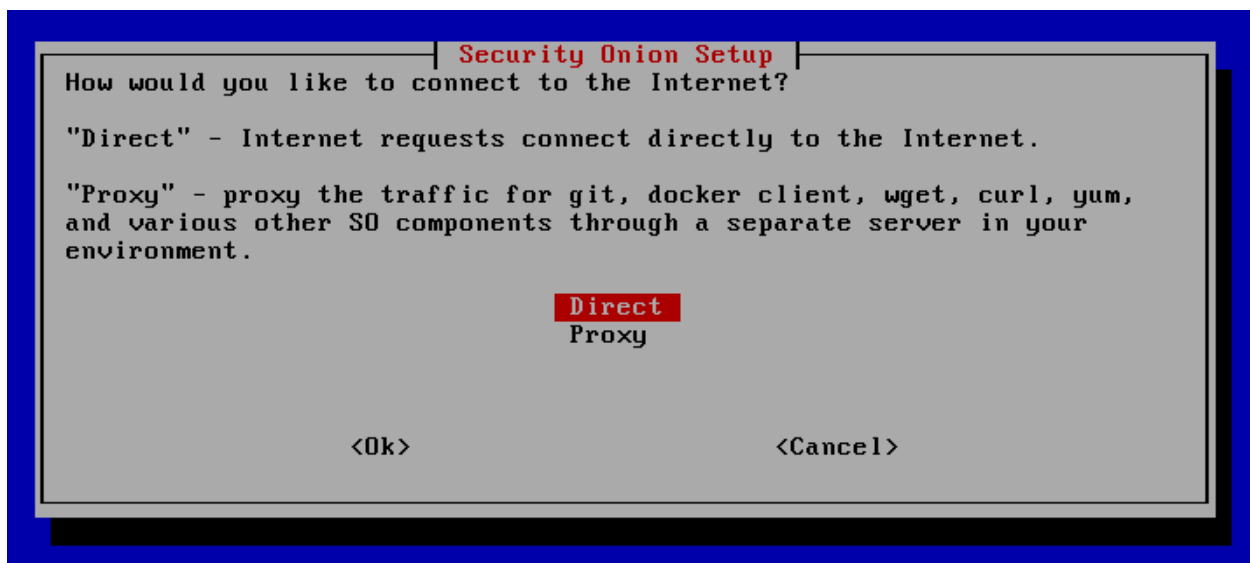 Security Onion Setup
How would you like to connect to the Internet?
"Direct" - Internet requests connect directly to the Internet.
"Proxy" - proxy the traffic for git, docker client, wget, curl, yum,
and various other SO components through a separate server in your
environment.
Direct
Proxy
<Ok> <Cancel>